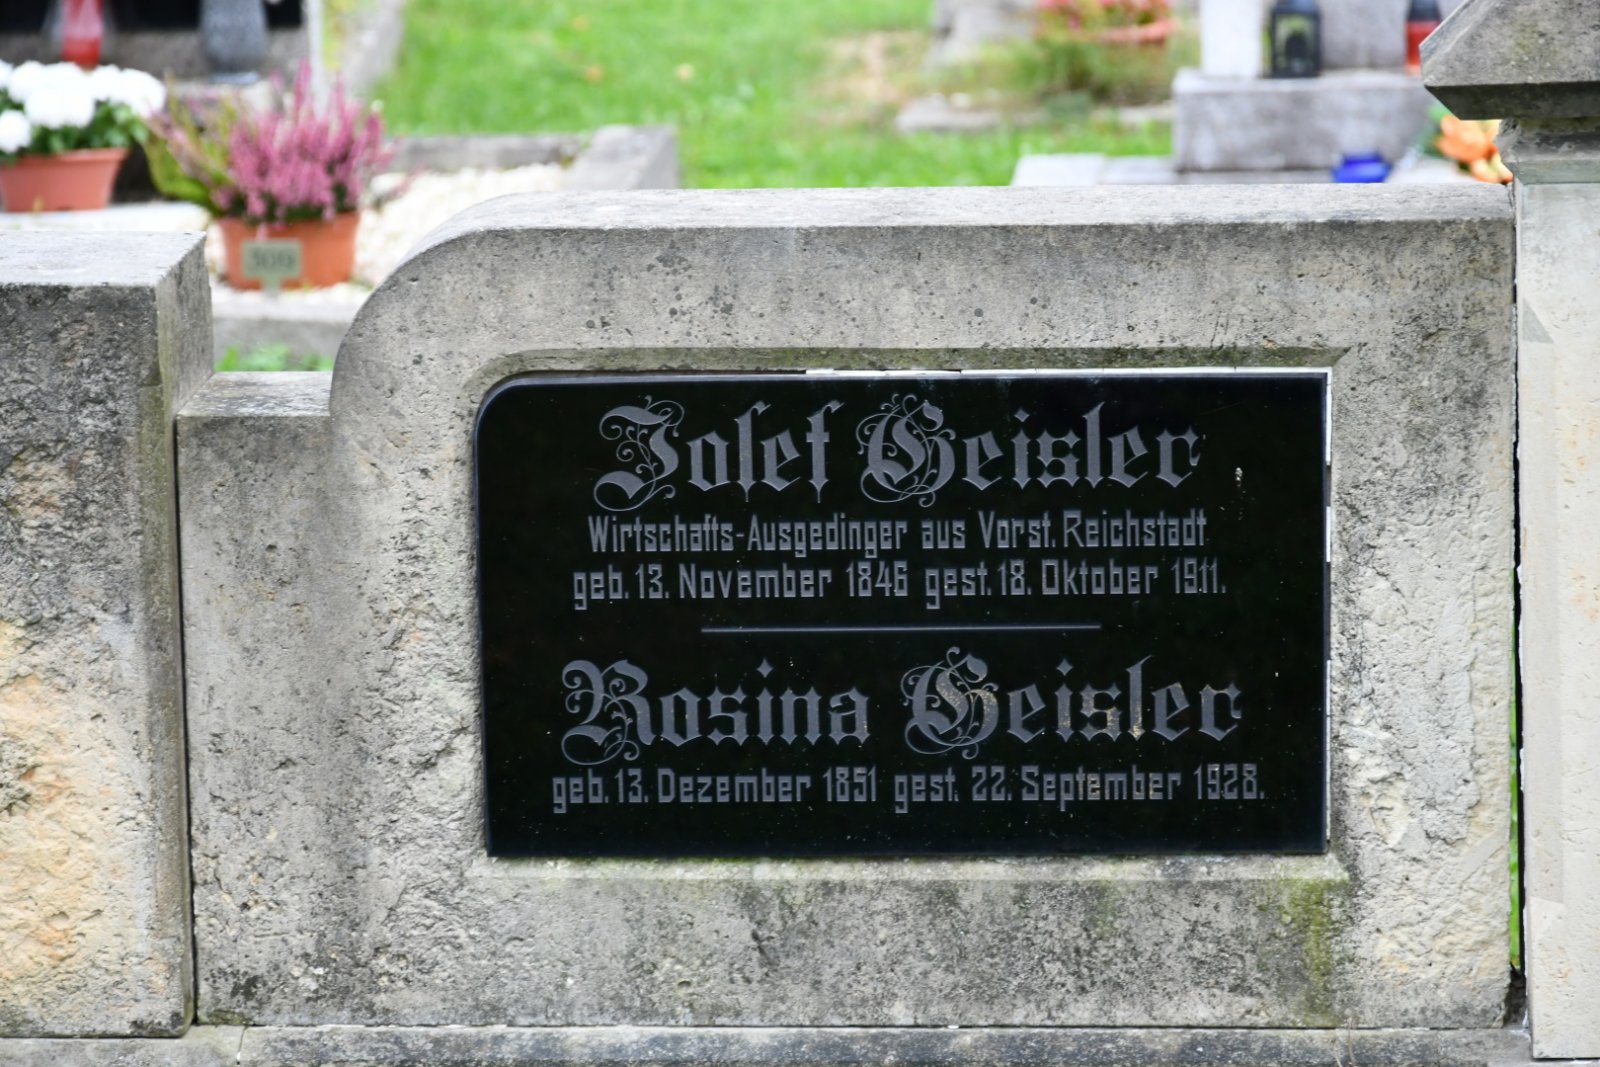 Josef Geisler
Wirtschafts-Ausgedinger aus Vorst. Reichstadt
geb. 13. November 1846 gest. 18. Oktober 1911.
Rosina Geisler
geb. 13. Dezember 1851 gest. 22. September 1928.